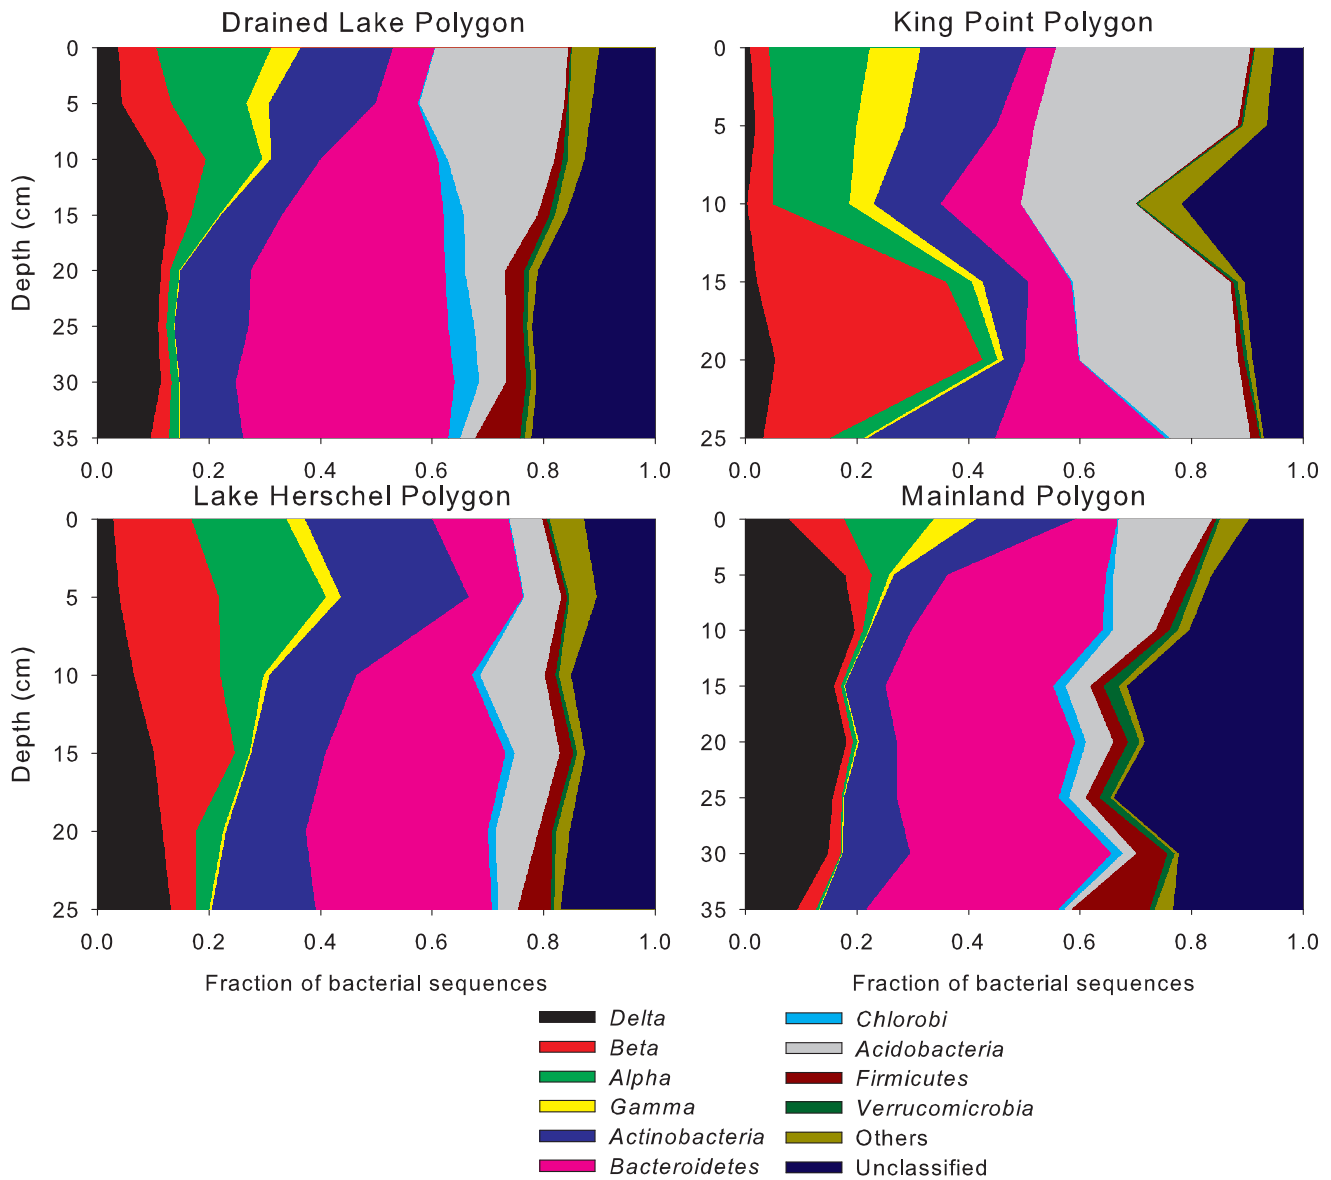 Drained Lake Polygon
King Point Polygon
Depth (cm)
0
5
10
15
20
25
30
35
0.0 0.2 0.4 0.6 0.8 1.0
0
5
10
15
20
25
0.0 0.2 0.4 0.6 0.8 1.0
Lake Herschel Polygon
Mainland Polygon
Depth (cm)
0
5
10
15
20
25
0.0 0.2 0.4 0.6 0.8 1.0
0
5
10
15
20
25
30
35
0.0 0.2 0.4 0.6 0.8 1.0
Fraction of bacterial sequences
Fraction of bacterial sequences
Delta
Beta
Alpha
Gamma
Actinobacteria
Bacteroidetes
Chlorobi
Acidobacteria
Firmicutes
Verrucomicrobia
Others
Unclassified